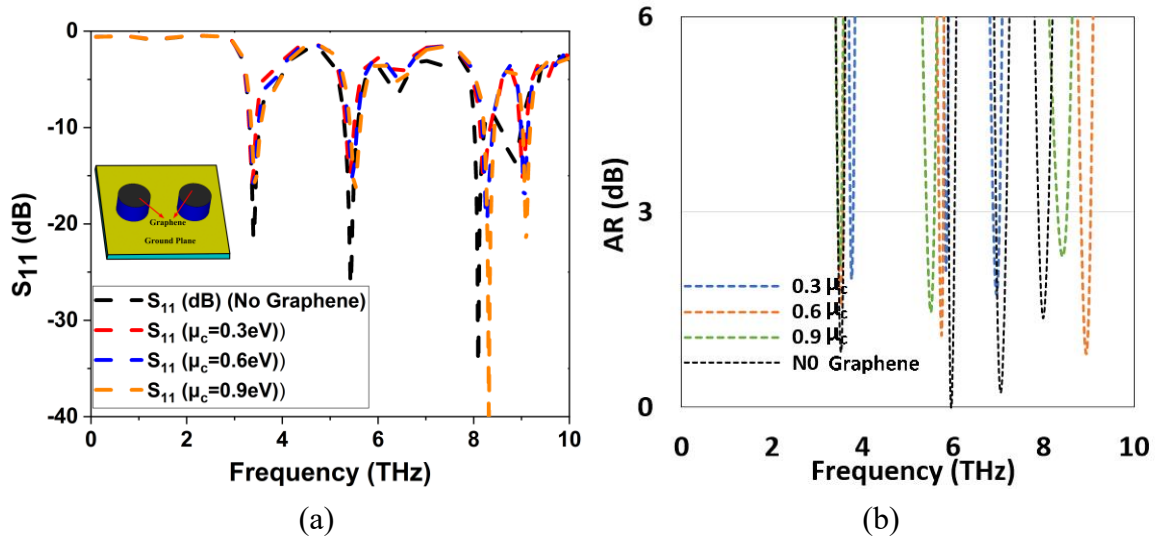 0
-10
-20
-30
-40
S11 (dB)
Graphene
Ground Plane
S11 (dB) (No Graphene)
S11 (μc=0.3eV))
S11 (μc=0.6eV))
S11 (μc=0.9eV))
0 2 4 6 8 10
Frequency (THz)
(a)
6
3
0
AR (dB)
0.3 μc
0.6 μc
0.9 μc
N0 Graphene
0 2 4 6 8 10
Frequency (THz)
(b)